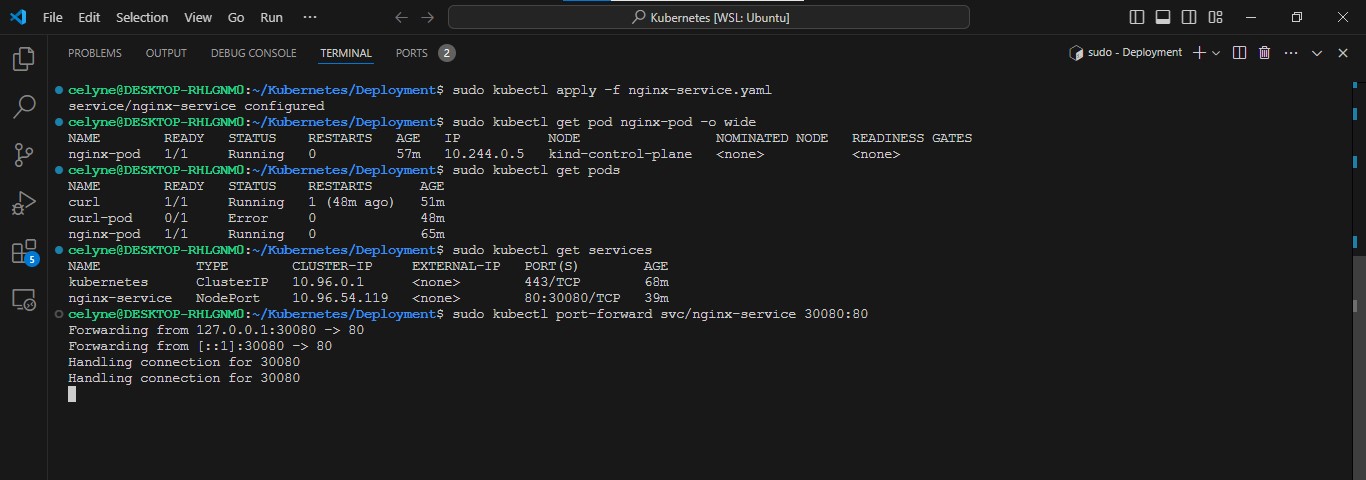 File Edit Selection View Go Run ···
Kubernetes [WSL: Ubuntu]
PROBLEMS OUTPUT DEBUG CONSOLE TERMINAL PORTS 2
sudo - Deployment
celyne@DESKTOP-RHLGNM0:~/Kubernetes/Deployment$ sudo kubectl apply -f nginx-service.yaml
service/nginx-service configured
celyne@DESKTOP-RHLGNM0:~/Kubernetes/Deployment$ sudo kubectl get pod nginx-pod -o wide
NAME READY STATUS RESTARTS AGE IP NODE NOMINATED NODE READINESS GATES
nginx-pod 1/1 Running 0 57m 10.244.0.5 kind-control-plane <none> <none>
celyne@DESKTOP-RHLGNM0:~/Kubernetes/Deployment$ sudo kubectl get pods
NAME READY STATUS RESTARTS AGE
curl 1/1 Running 1 (48m ago) 51m
curl-pod 0/1 Error 0 48m
nginx-pod 1/1 Running 0 65m
celyne@DESKTOP-RHLGNM0:~/Kubernetes/Deployment$ sudo kubectl get services
NAME TYPE CLUSTER-IP EXTERNAL-IP PORT(S) AGE
kubernetes ClusterIP 10.96.0.1 <none> 443/TCP 68m
nginx-service NodePort 10.96.54.119 <none> 80:30080/TCP 39m
celyne@DESKTOP-RHLGNM0:~/Kubernetes/Deployment$ sudo kubectl port-forward svc/nginx-service 30080:80
Forwarding from 127.0.0.1:30080 -> 80
Forwarding from [::1]:30080 -> 80
Handling connection for 30080
Handling connection for 30080
5